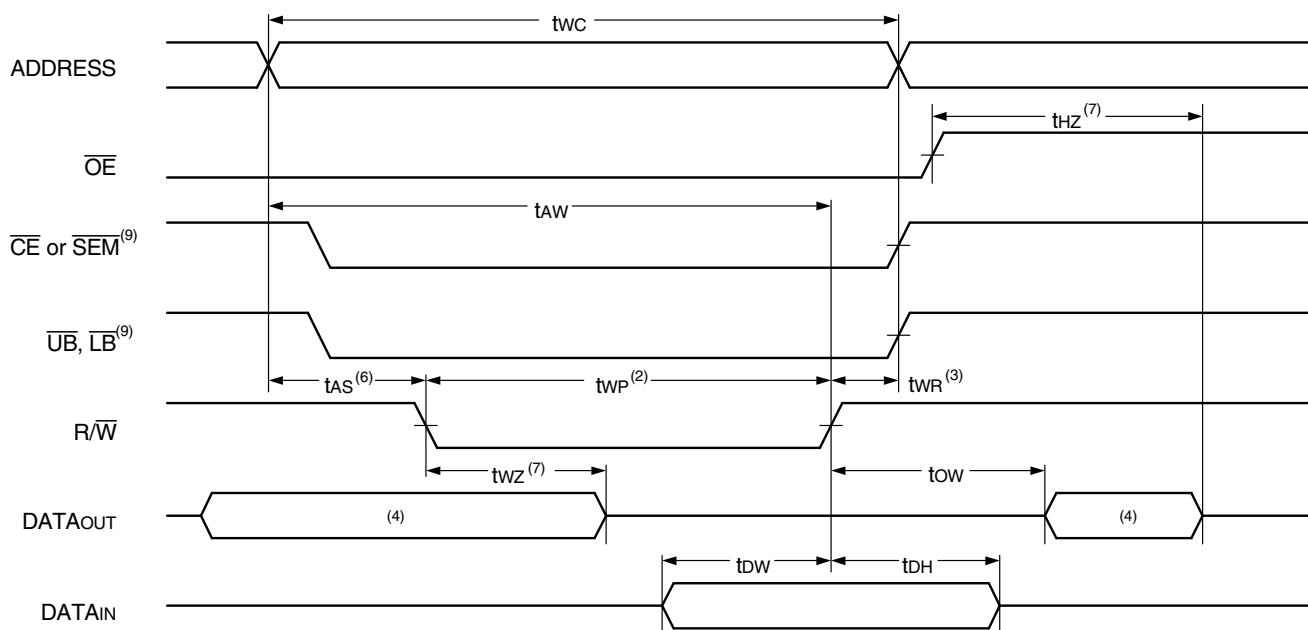 tWC
ADDRESS
tHZ(7)
OE
tAW
CE or SEM(9)
UB, LB(9)
tAS(6) tWP(2) tWR(3)
R/W
tWZ(7) tOW
DATAOUT (4) (4)
tDW tDH
DATAIN